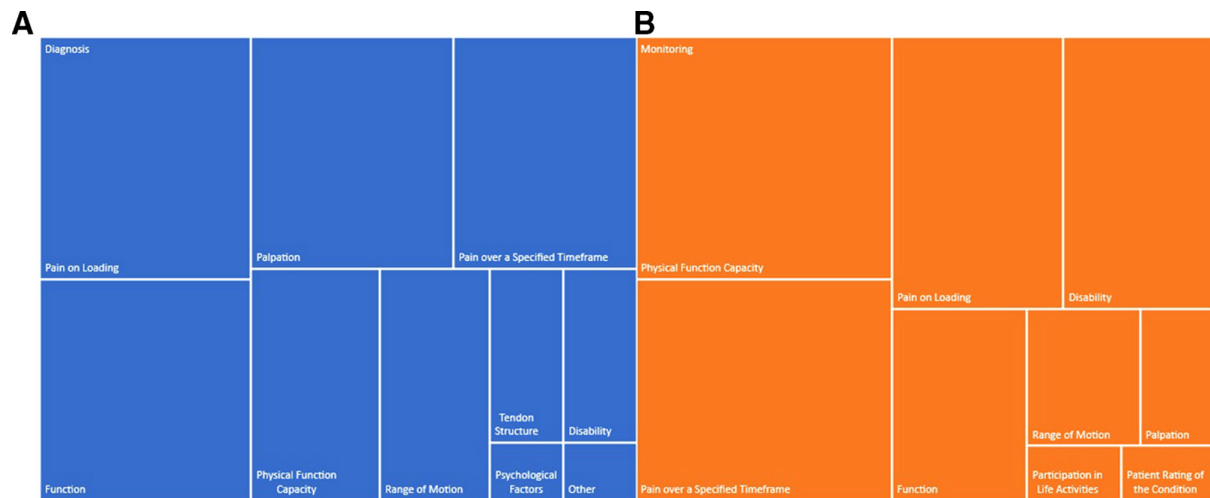 A
B
Diagnosis
Pain on Loading
Palpation
Pain over a Specified Timeframe
Function
Physical Function
Capacity
Range of Motion
Tendon
Structure
Disability
Psychological
Factors
Other
Monitoring
Physical Function Capacity
Pain on Loading
Disability
Pain over a Specified Timeframe
Function
Range of Motion
Palpation
Participation in
Life Activities
Patient Rating of
the Condition